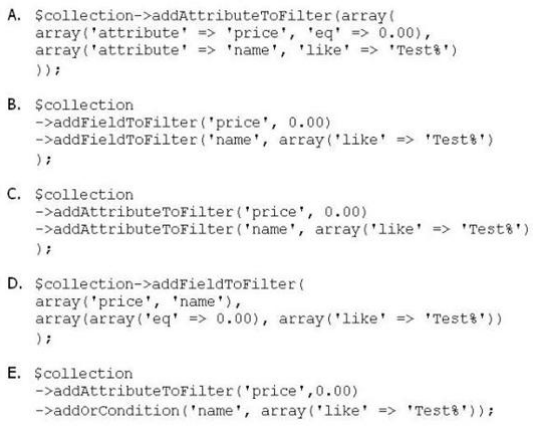 A. $collection->addAttributeToFilter(array(
array('attribute' => 'price', 'eq' => 0.00),
array('attribute' => 'name', 'like' => 'Test%')
));
B. $collection
->addFieldToFilter('price', 0.00)
->addFieldToFilter('name', array('like' => 'Test%')
);
C. $collection
->addAttributeToFilter('price', 0.00)
->addAttributeToFilter('name', array('like' => 'Test%')
);
D. $collection->addFieldToFilter(
array('price', 'name'),
array(array('eq' => 0.00), array('like' => 'Test%'))
);
E. $collection
->addAttributeToFilter('price',0.00)
->addOrCondition('name', array('like' => 'Test%'));